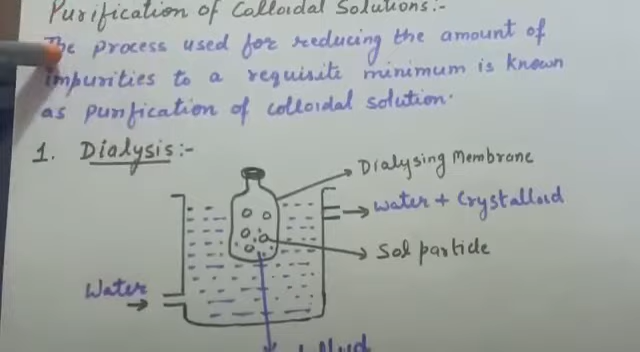 Purification of Colloidal Solutions:-
The process used for reducing the amount of
impurities to a requisite minimum is known
as purification of colloidal solution.
1. Dialysis:-
Dialysing Membrane
Water + Crystalloid
Sol particle
Water